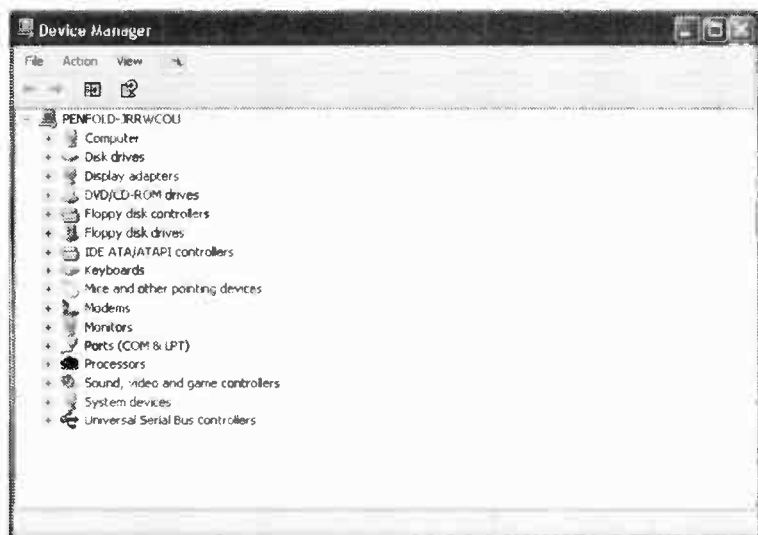 Device Manager
File Action View
PENFOLD-JRRWCOU
Computer
Disk drives
Display adapters
DVD/CD-ROM drives
Floppy disk controllers
Floppy disk drives
IDE ATA/ATAPI controllers
Keyboards
Mice and other pointing devices
Modems
Monitors
Ports (COM & LPT)
Processors
Sound, video and game controllers
System devices
Universal Serial Bus controllers